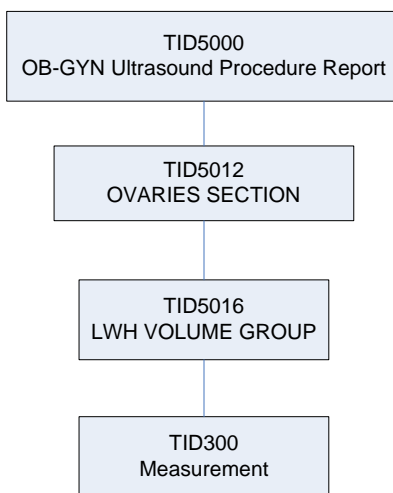 TID5000
OB-GYN Ultrasound Procedure Report
TID5012
OVARIES SECTION
TID5016
LWH VOLUME GROUP
TID300
Measurement